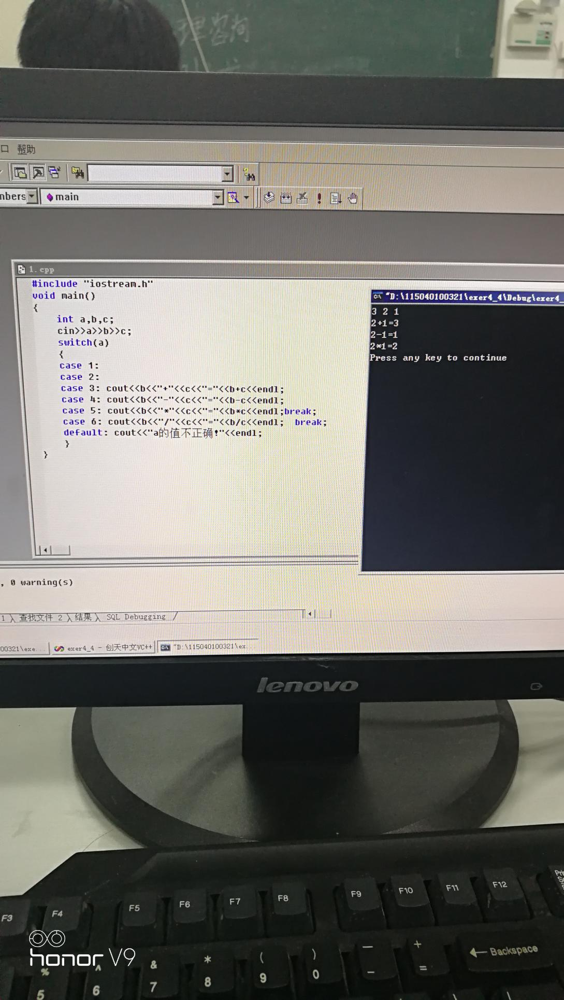 理咨询
口 帮助
nbers main
1.cpp
#include "iostream.h"
void main()
{
int a,b,c;
cin>>a>>b>>c;
switch(a)
{
case 1:
case 2:
case 3: cout<<b<<"+"<<c<<"="<<b+c<<endl;
case 4: cout<<b<<"-"<<c<<"="<<b-c<<endl;
case 5: cout<<b<<"*"<<c<<"="<<b*c<<endl;break;
case 6: cout<<b<<"/"<<c<<"="<<b/c<<endl; break;
default: cout<<"a的值不正确!"<<endl;
}
}
"D:\115040100321\exer4_4\Debug\exer4_
3 2 1
2+1=3
2-1=1
2*1=2
Press any key to continue
, 0 warning(s)
1 查找文件 2 结果 SQL Debugging
00321\exe... exer4_4 - 创天中文VC++ "D:\115040100321\ex...
lenovo
F3 F4 F5 F6 F7 F8 F9 F10 F11 F12
% ^ & * ( ) — + Backspace
5 6 7 8 9 0 - =
honor V9